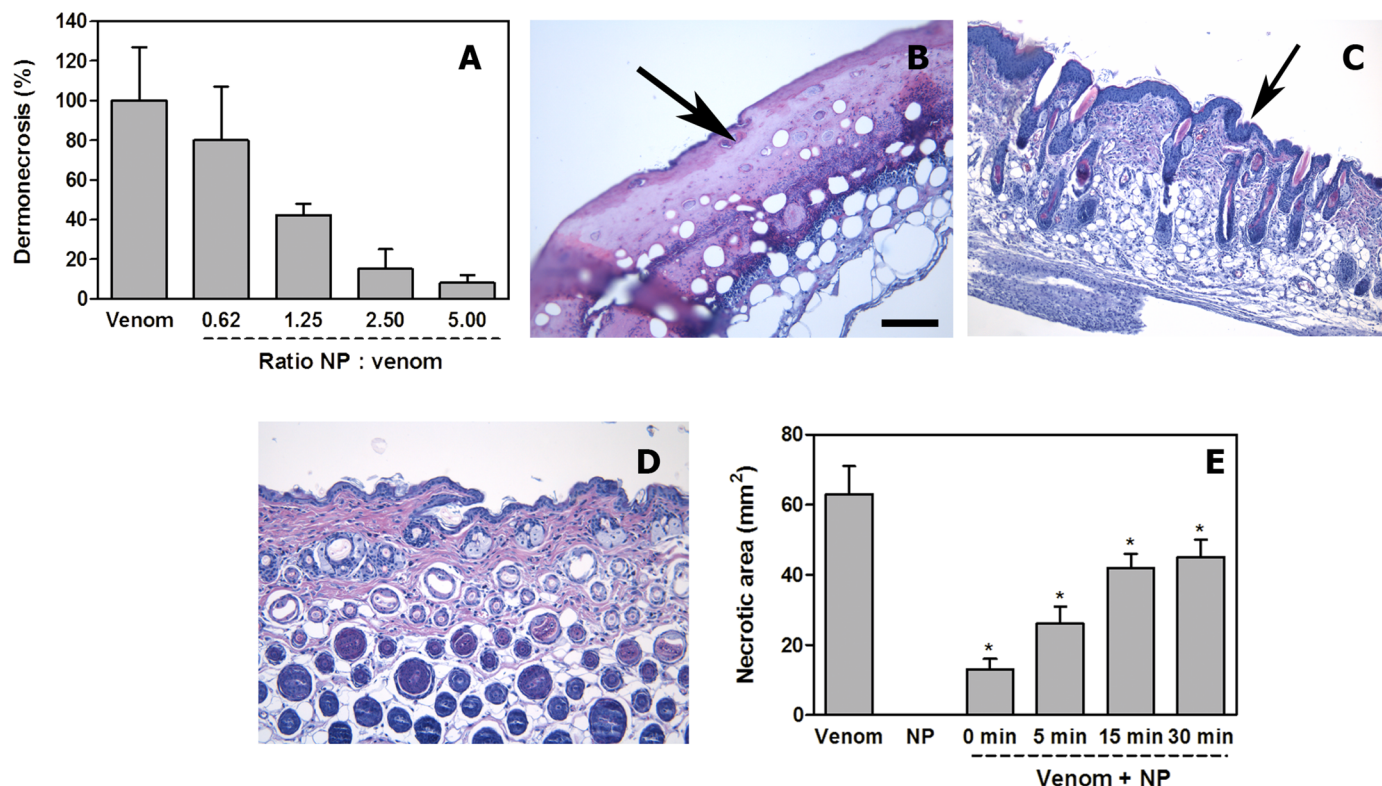 A
Dermonecrosis (%)
140
120
100
80
60
40
20
0
Venom 0.62 1.25 2.50 5.00
Ratio NP : venom
B
C
D
E
Necrotic area (mm²)
80
60
40
20
0
* * * *
Venom NP 0 min 5 min 15 min 30 min
Venom + NP